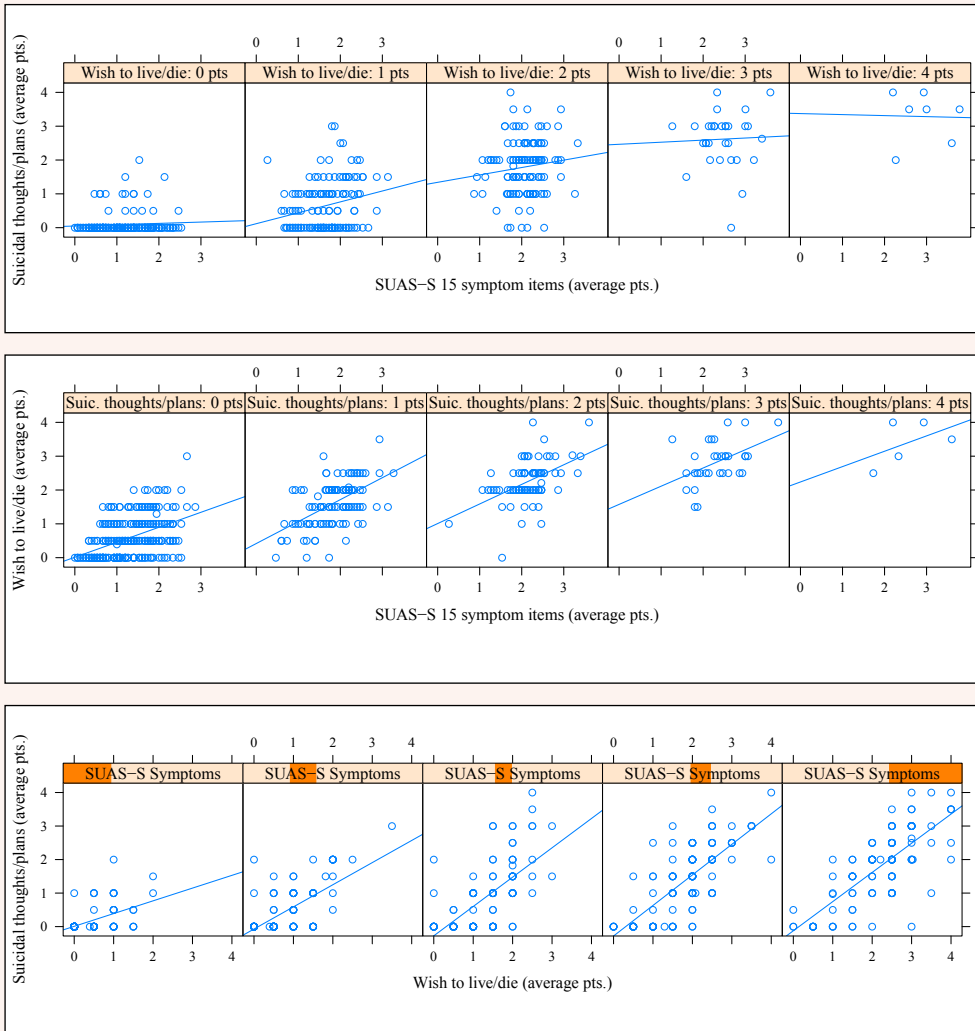 0 1 2 3 0 1 2 3
Wish to live/die: 0 pts Wish to live/die: 1 pts Wish to live/die: 2 pts Wish to live/die: 3 pts Wish to live/die: 4 pts
Suicidal thoughts/plans (average pts.)
4
3
2
1
0
0 1 2 3 0 1 2 3 0 1 2 3
SUAS−S 15 symptom items (average pts.)
0 1 2 3 0 1 2 3
Suic. thoughts/plans: 0 pts Suic. thoughts/plans: 1 pts Suic. thoughts/plans: 2 pts Suic. thoughts/plans: 3 pts Suic. thoughts/plans: 4 pts
Wish to live/die (average pts.)
4
3
2
1
0
0 1 2 3 0 1 2 3 0 1 2 3
SUAS−S 15 symptom items (average pts.)
0 1 2 3 4 0 1 2 3 4
SUAS−S Symptoms SUAS−S Symptoms SUAS−S Symptoms SUAS−S Symptoms SUAS−S Symptoms
Suicidal thoughts/plans (average pts.)
4
3
2
1
0
0 1 2 3 4 0 1 2 3 4 0 1 2 3 4
Wish to live/die (average pts.)